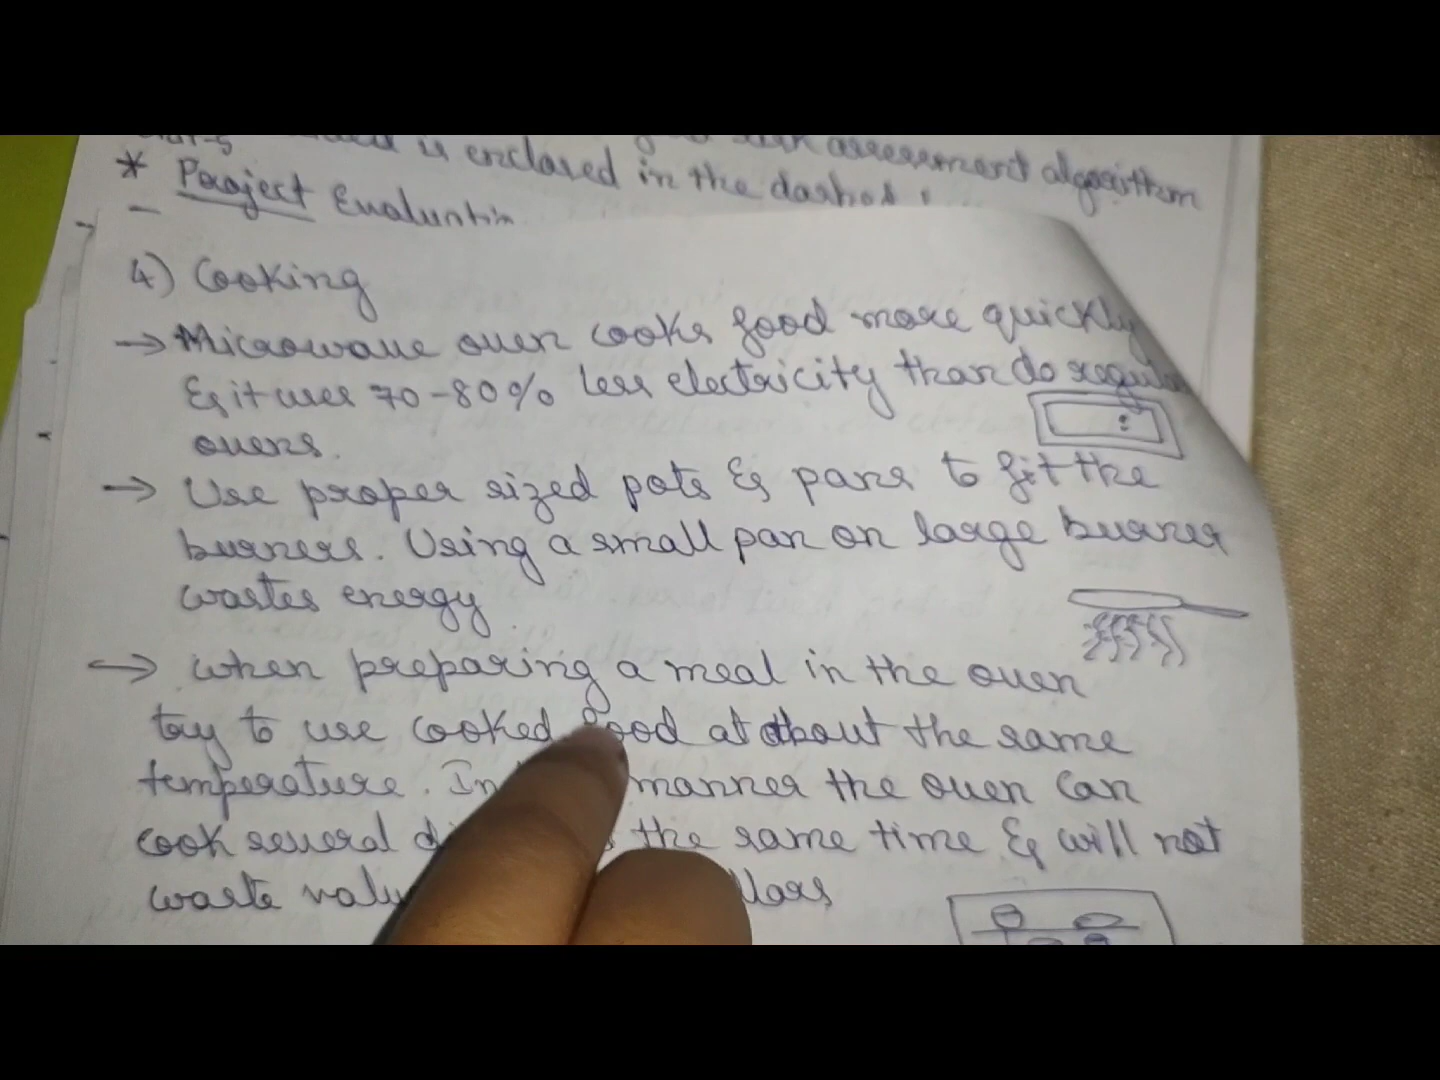 is enclosed in the dashed
assessment algorithm
* Project Evaluation
4) Cooking
→ Microwave oven cooks food more quickly
& it uses 70-80% less electricity than do regular
ovens.
→ Use proper sized pots & pans to fit the
burners. Using a small pan on large burner
wastes energy.
→ when preparing a meal in the oven
try to use cooked food at about the same
temperature. In manner the oven can
cook several the same time & will not
waste